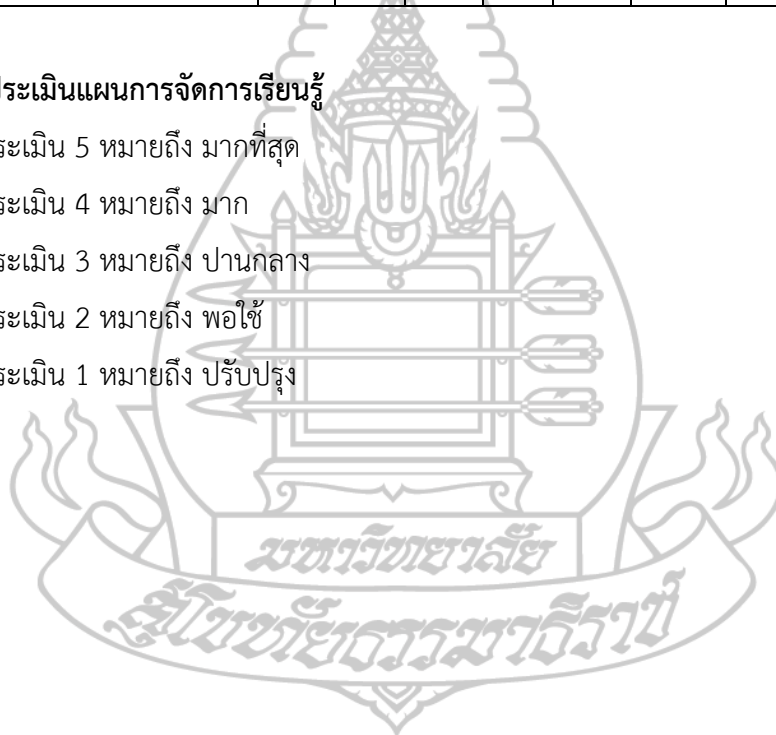 ประเมินแผนการจัดการเรียนรู้
ระเมิน 5 หมายถึง มากที่สุด
ระเมิน 4 หมายถึง มาก
ระเมิน 3 หมายถึง ปานกลาง
ระเมิน 2 หมายถึง พอใช้
ระเมิน 1 หมายถึง ปรับปรุง
มหาวิทยาลัย
สุโขทัยธรรมาธิราช